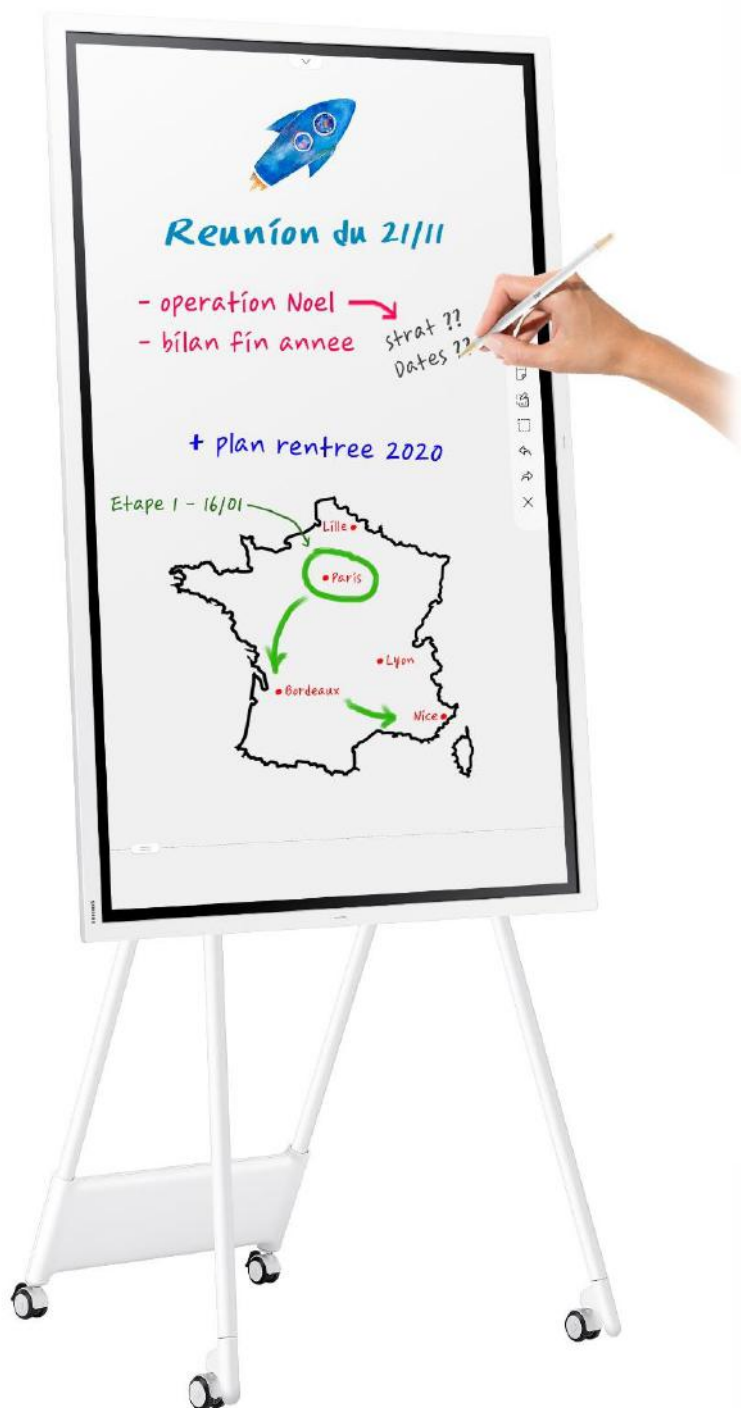 Reunion du 21/11
- operation Noel
- bilan fin annee
strat ??
Dates ??
+ plan rentree 2020
Etape 1 - 16/01
Lille
Paris
Lyon
Bordeaux
Nice
SAMSUNG